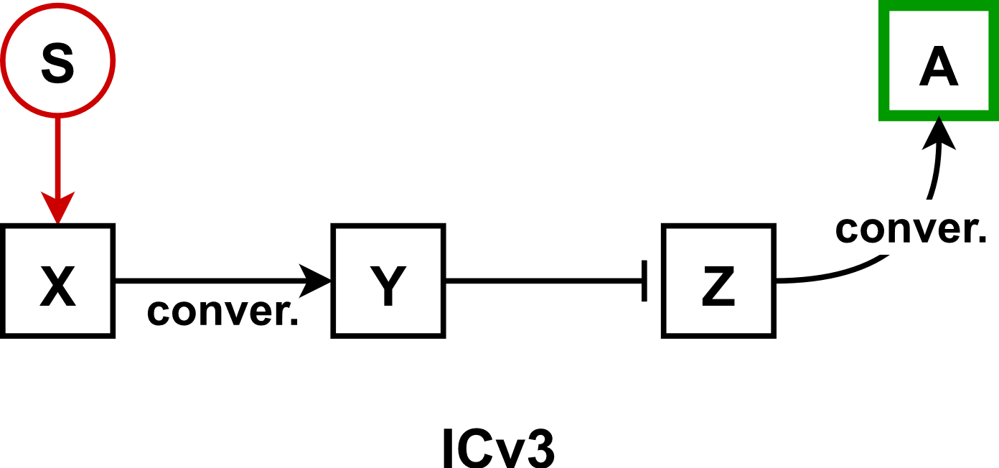 S
A
X
conver.
Y
Z
conver.
ICv3